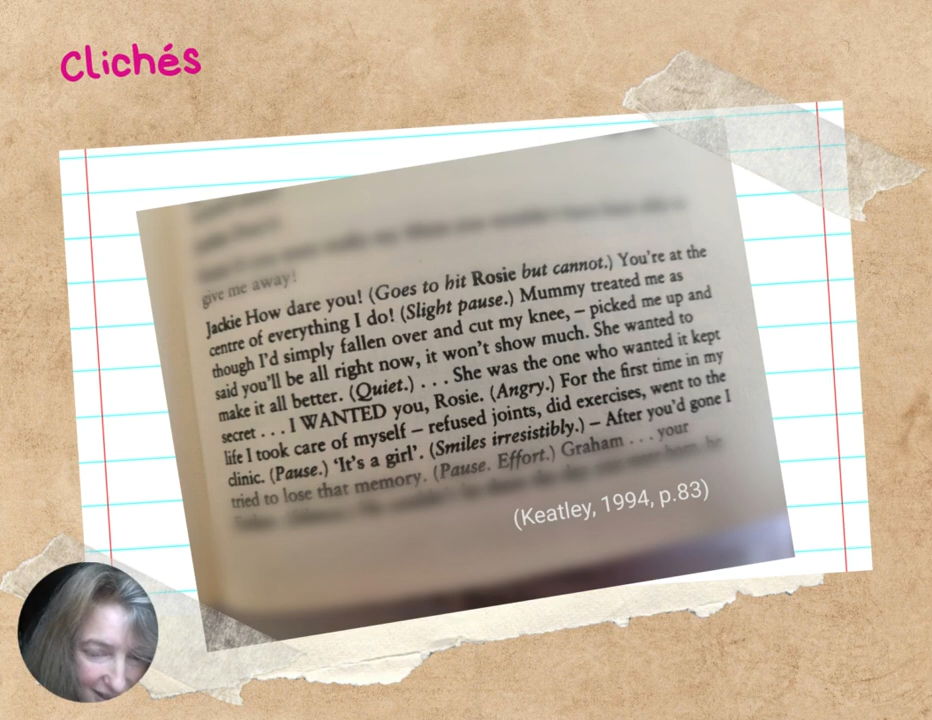 Clichés
give me away!
Jackie How dare you! (Goes to hit Rosie but cannot.) You're at the
centre of everything I do! (Slight pause.) Mummy treated me as
though I'd simply fallen over and cut my knee, – picked me up and
said you'll be all right now, it won't show much. She wanted to
make it all better. (Quiet.) . . . She was the one who wanted it kept
secret . . . I WANTED you, Rosie. (Angry.) For the first time in my
life I took care of myself – refused joints, did exercises, went to the
clinic. (Pause.) 'It's a girl'. (Smiles irresistibly.) – After you'd gone I
tried to lose that memory. (Pause. Effort.) Graham . . . your
(Keatley, 1994, p.83)